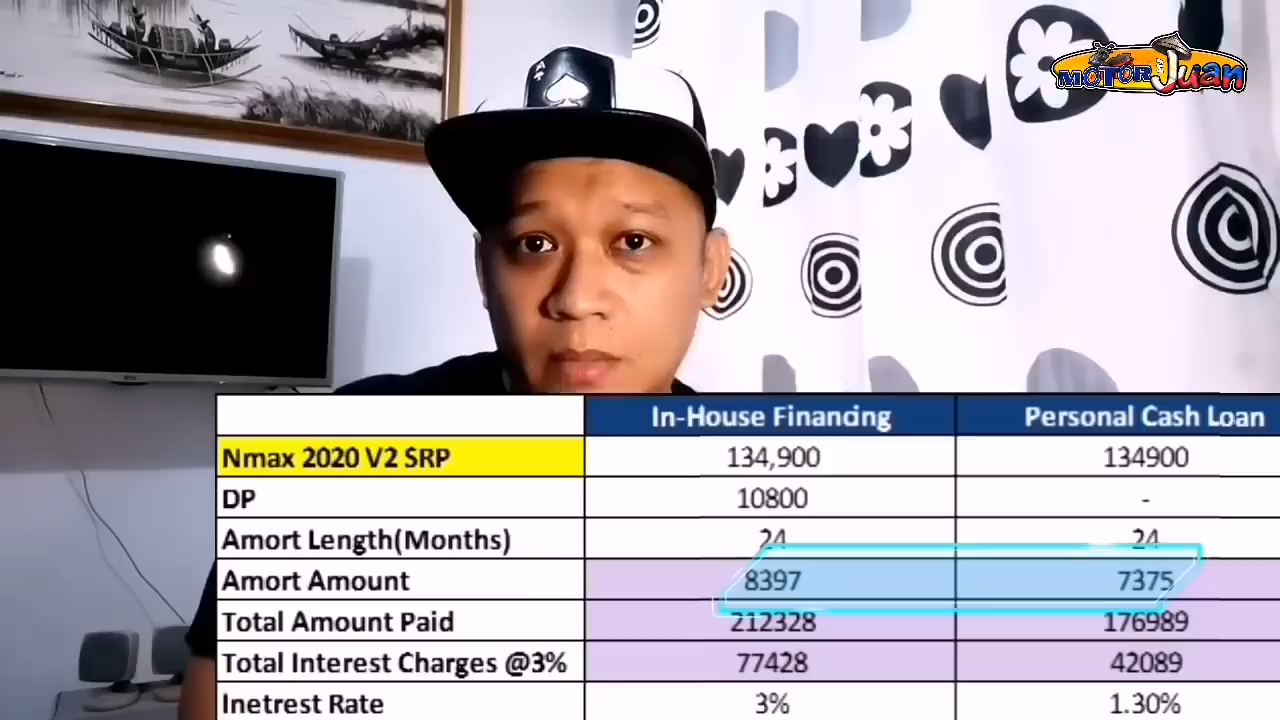 MOTOR Juan
In-House Financing Personal Cash Loan
Nmax 2020 V2 SRP 134,900 134900
DP 10800 -
Amort Length(Months) 24 24
Amort Amount 8397 7375
Total Amount Paid 212328 176989
Total Interest Charges @3% 77428 42089
Inetrest Rate 3% 1.30%